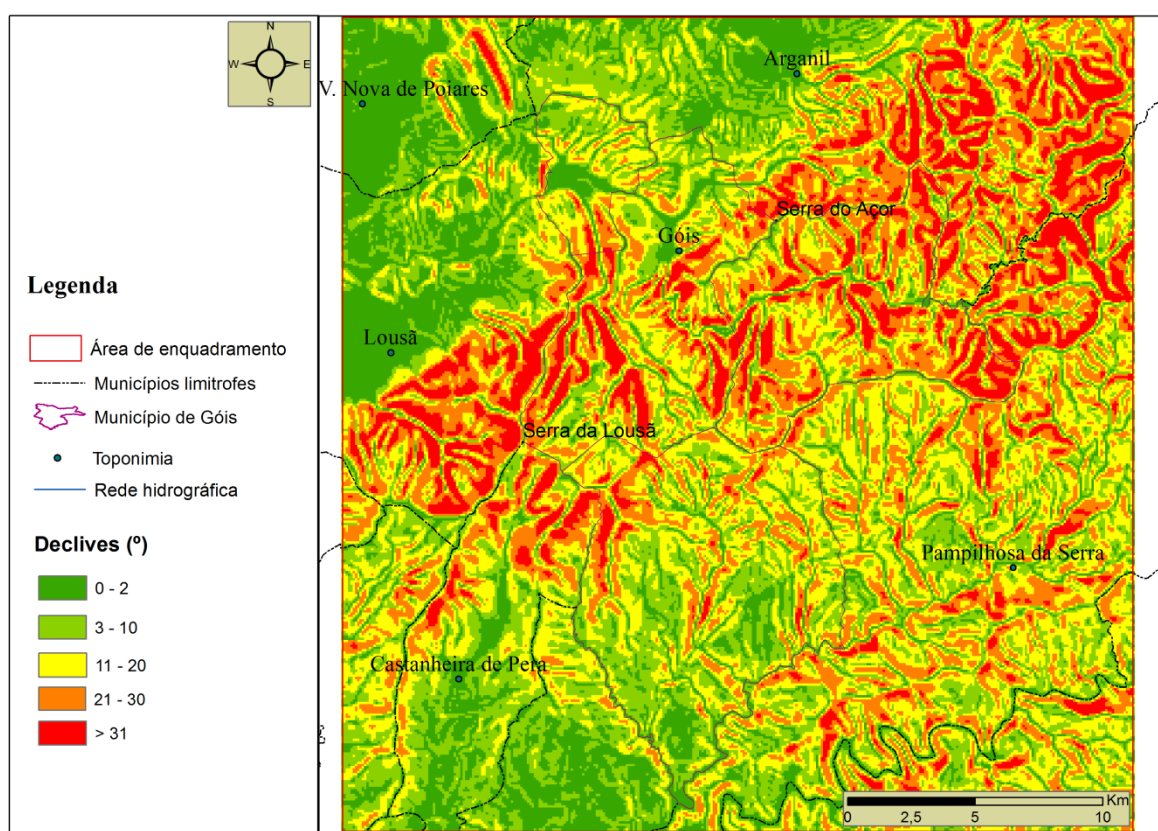 N
W E
S
Legenda
Área de enquadramento
Municípios limitrofes
Município de Góis
Toponimia
Rede hidrográfica
Declives (º)
0 - 2
3 - 10
11 - 20
21 - 30
> 31
Arganil
V. Nova de Poiares
Serra do Açor
Góis
Lousã
Serra da Lousã
Pampilhosa da Serra
Castanheira de Pera
Km
0 2,5 5 10